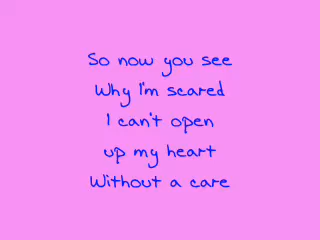 So now you see
Why I'm scared
I can't open
up my heart
Without a care